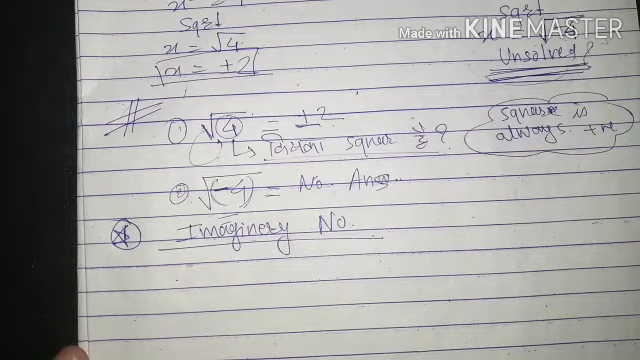 Sqrt
x = √4
x = ±2
Sqrt
Unsolved?
Made with KINEMASTER
① √4 = ±2
↳ किसका square है?
square is
always +ve
② √(-4) = No Ans.
Imaginery No.